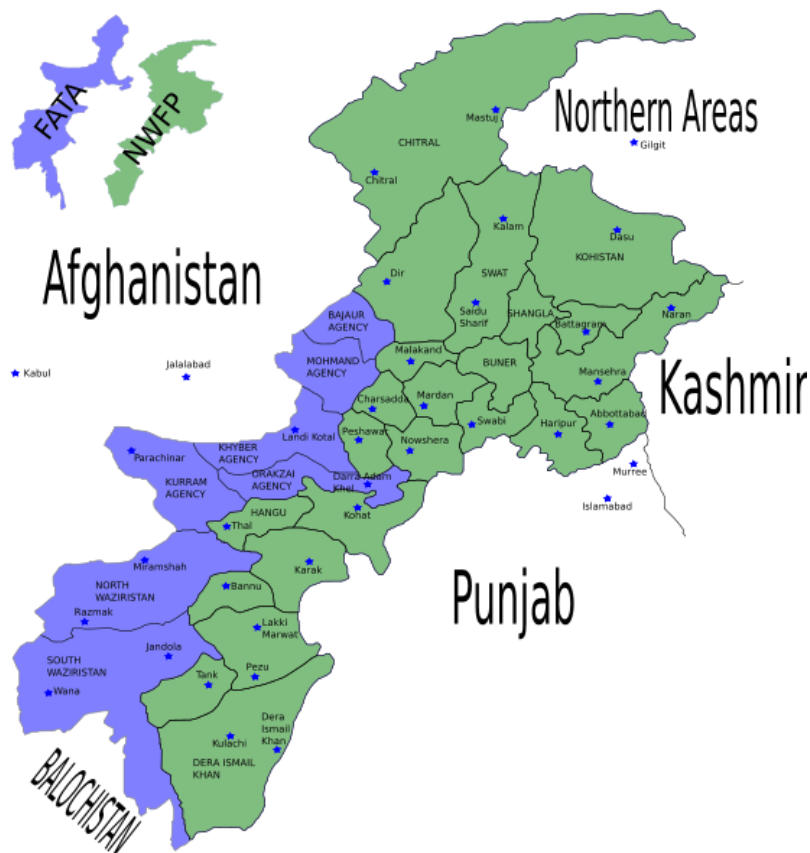 FATA
NWFP
Northern Areas
Gilgit
Mastuj
CHITRAL
Chitral
Kalam
Dasu
KOHISTAN
Afghanistan
Dir
SWAT
Saidu
Sharif
SHANGLA
Naran
Battagram
BAJAUR
AGENCY
MOHMAND
AGENCY
Malakand
BUNER
Kabul
Jalalabad
Mansehra
Kashmir
Charsadda
Mardan
Swabi
Haripur
Abbottabad
Landi Kotal
Peshawar
Nowshera
KHYBER
AGENCY
Parachinar
KURRAM
AGENCY
ORAKZAI
AGENCY
Darra Adam
Khel
Murree
Islamabad
HANGU
Thal
Kohat
Miramshah
Karak
NORTH
WAZIRISTAN
Bannu
Punjab
Razmak
Lakki
Marwat
Jandola
SOUTH
WAZIRISTAN
Tank
Pezu
Wana
Dera
Ismail
Khan
Kulachi
DERA ISMAIL
KHAN
BALOCHISTAN